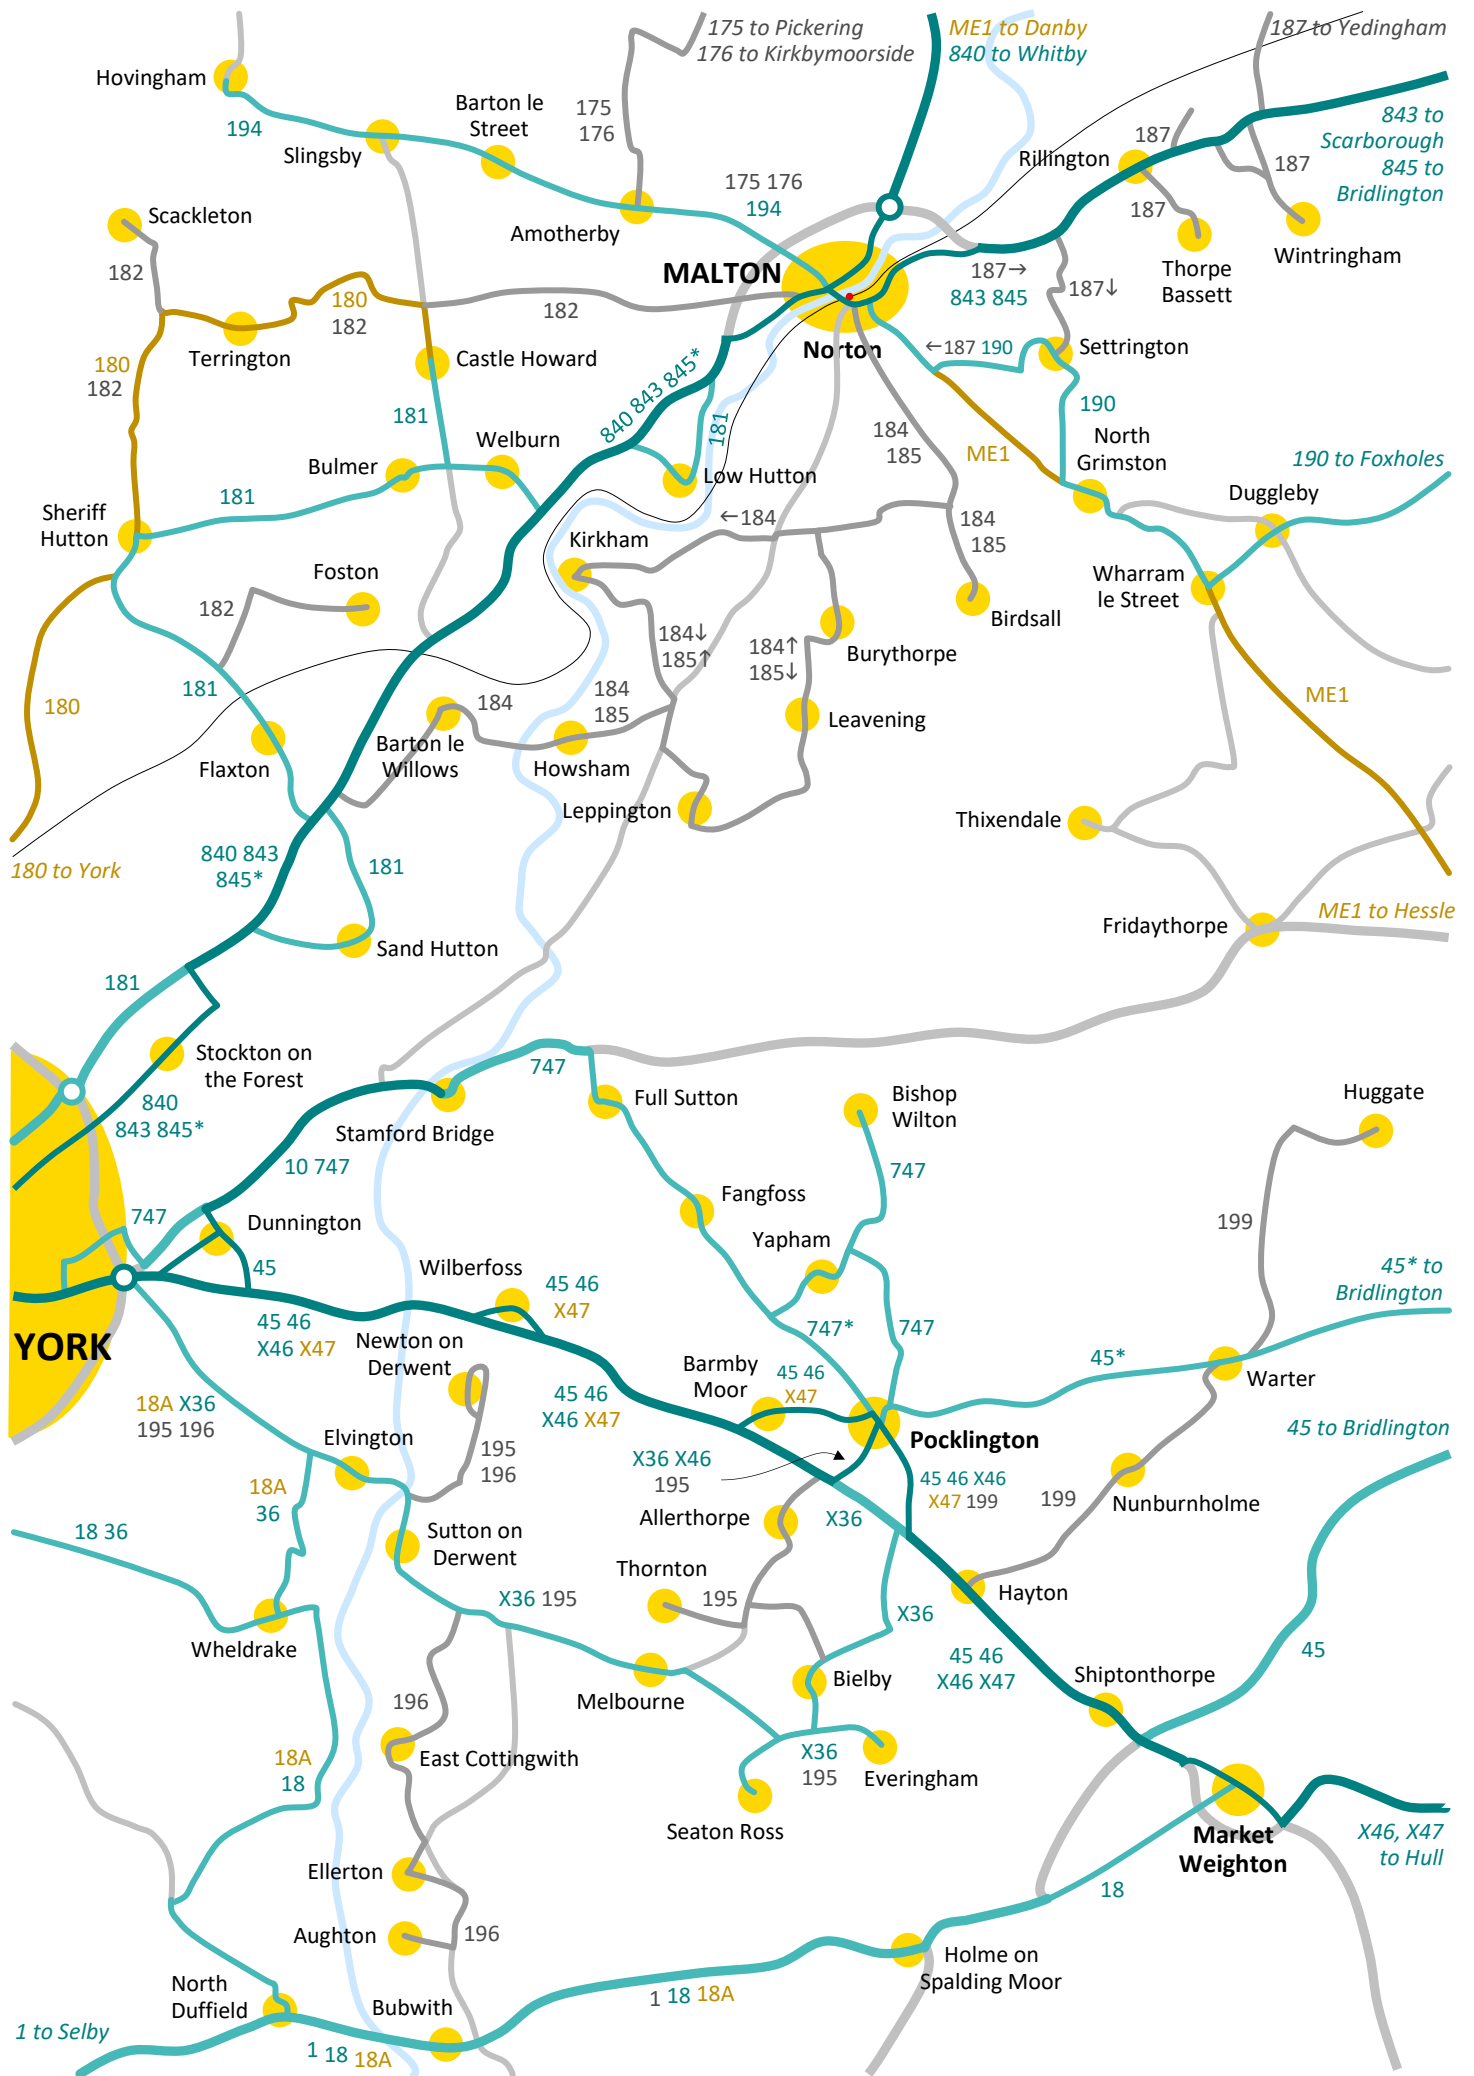 175 to Pickering
176 to Kirkbymoorside
ME1 to Danby
840 to Whitby
187 to Yedingham
Hovingham
194
Slingsby
Barton le
Street
175
176
843 to
Scarborough
845 to
Bridlington
187
Rillington
187
187
Thorpe
Bassett
Wintringham
175 176
194
Amotherby
Scackleton
182
MALTON
187→
843 845
187↓
180
182
182
Terrington
Castle Howard
Norton
←187 190
Settrington
180
182
181
840 843 845*
181
190
184
185
ME1
North
Grimston
190 to Foxholes
Welburn
Bulmer
Low Hutton
Duggleby
181
Sheriff
Hutton
←184
184
185
Kirkham
Foston
182
Wharram
le Street
Birdsall
184↓
185↑
184↑
185↓
Burythorpe
181
180
184
184
185
ME1
Leavening
Flaxton
Barton le
Willows
Howsham
Leppington
Thixendale
840 843
845*
181
180 to York
ME1 to Hessle
Fridaythorpe
Sand Hutton
181
Stockton on
the Forest
747
Full Sutton
Bishop
Wilton
Huggate
840
843 845*
Stamford Bridge
10 747
747
Fangfoss
747
Dunnington
199
Yapham
45
Wilberfoss
45 46
X47
45* to
Bridlington
45 46
X46 X47
YORK
Newton on
Derwent
747*
747
45*
Barmby
Moor
45 46
X47
Warter
18A X36
195 196
45 46
X46 X47
45 to Bridlington
Elvington
Pocklington
195
196
X36 X46
195
45 46 X46
X47 199
199
Nunburnholme
18A
36
18 36
Allerthorpe
X36
Sutton on
Derwent
Thornton
195
X36 195
Hayton
X36
Wheldrake
45 46
X46 X47
45
Shiptonthorpe
Melbourne
Bielby
196
18A
18
East Cottingwith
X36
195
Everingham
Seaton Ross
Market
Weighton
X46, X47
to Hull
Ellerton
18
Aughton
196
Holme on
Spalding Moor
North
Duffield
Bubwith
1 18 18A
1 to Selby
1 18 18A